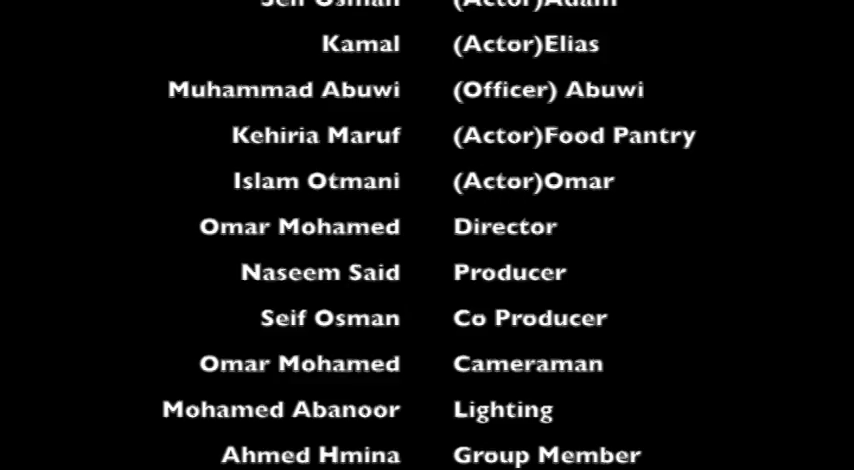 Seif Osman (Actor)Adam
Kamal (Actor)Elias
Muhammad Abuwi (Officer) Abuwi
Kehiria Maruf (Actor)Food Pantry
Islam Otmani (Actor)Omar
Omar Mohamed Director
Naseem Said Producer
Seif Osman Co Producer
Omar Mohamed Cameraman
Mohamed Abanoor Lighting
Ahmed Hmina Group Member